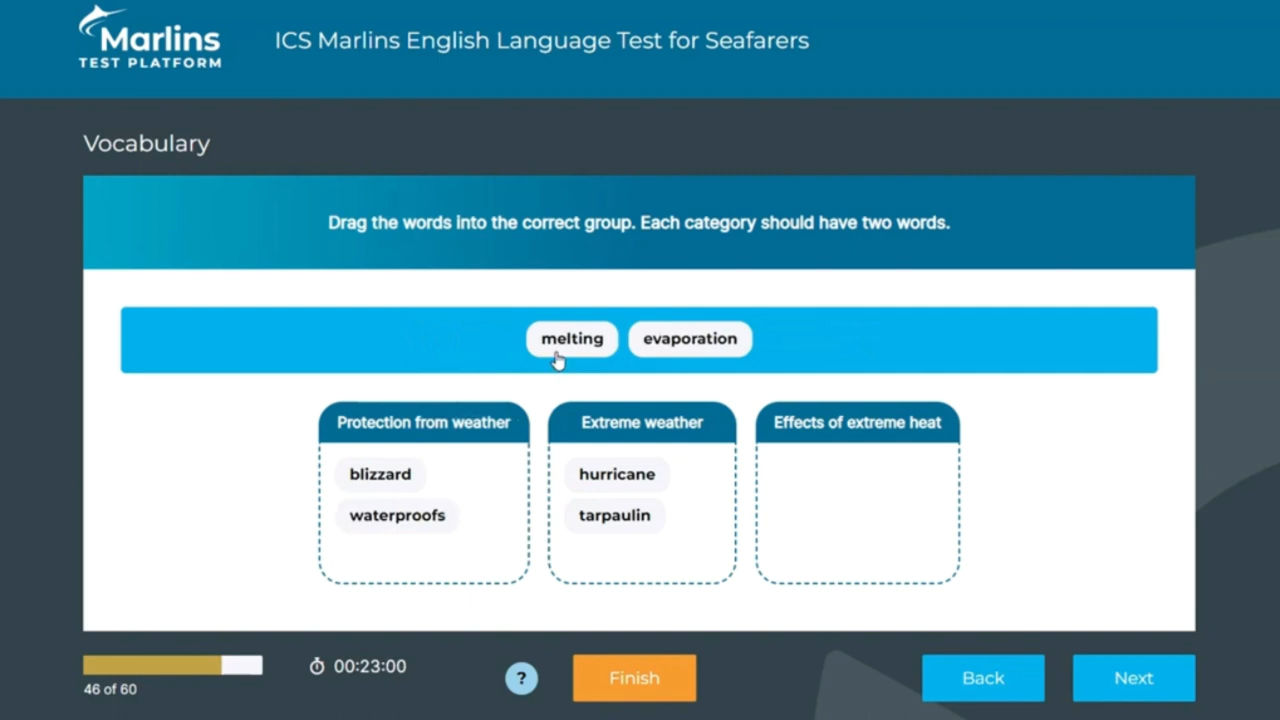 Marlins
TEST PLATFORM
ICS Marlins English Language Test for Seafarers
Vocabulary
Drag the words into the correct group. Each category should have two words.
melting evaporation
Protection from weather Extreme weather Effects of extreme heat
blizzard hurricane
waterproofs tarpaulin
46 of 60
00:23:00
?
Finish
Back
Next